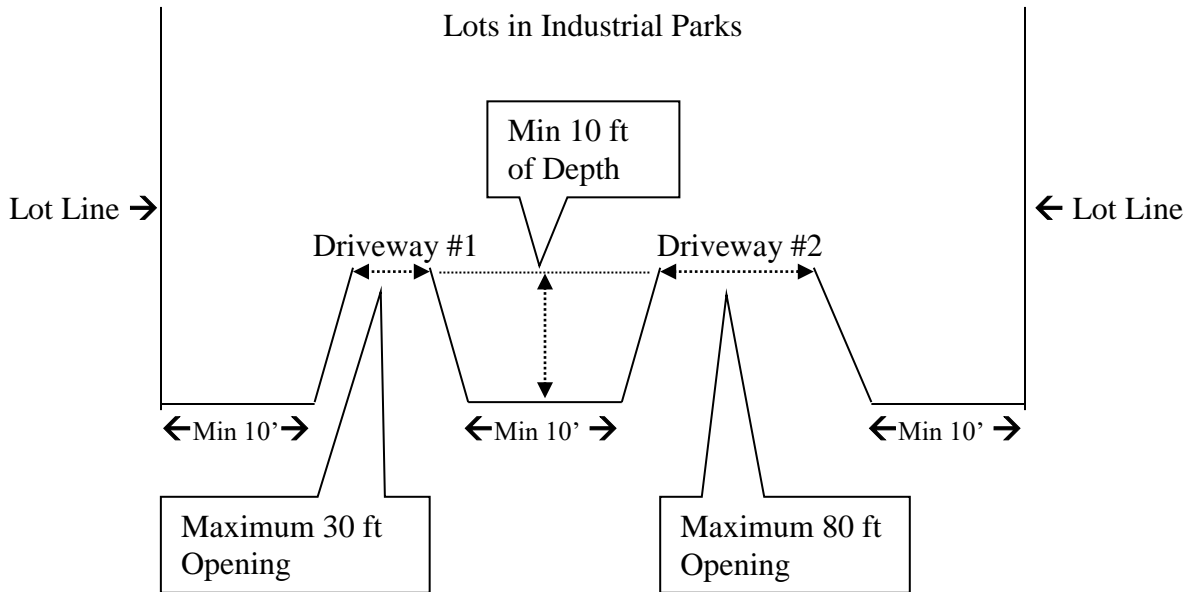 Lots in Industrial Parks
Min 10 ft
of Depth
Lot Line →
← Lot Line
Driveway #1
Driveway #2
←Min 10’→
←Min 10’→
←Min 10’ →
Maximum 30 ft
Opening
Maximum 80 ft
Opening